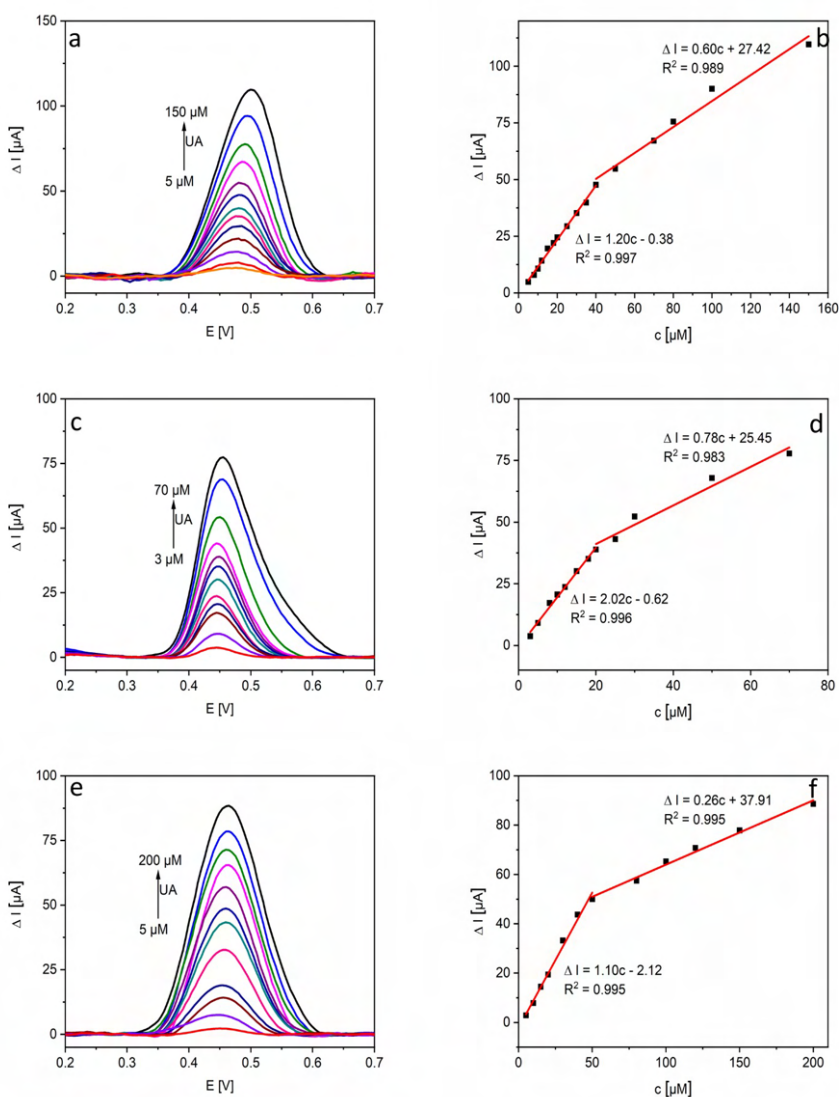 a
150
125
100
75
50
25
0
Δ I [µA]
150 µM
UA
5 µM
0.2 0.3 0.4 0.5 0.6 0.7
E [V]
b
Δ I = 0.60c + 27.42
R² = 0.989
Δ I = 1.20c - 0.38
R² = 0.997
100
75
50
25
0
Δ I [µA]
0 20 40 60 80 100 120 140 160
c [µM]
c
100
75
50
25
0
Δ I [µA]
70 µM
UA
3 µM
0.2 0.3 0.4 0.5 0.6 0.7
E [V]
d
Δ I = 0.78c + 25.45
R² = 0.983
Δ I = 2.02c - 0.62
R² = 0.996
100
75
50
25
0
Δ I [µA]
0 20 40 60 80
c [µM]
e
100
75
50
25
0
Δ I [µA]
200 µM
UA
5 µM
0.2 0.3 0.4 0.5 0.6 0.7
E [V]
f
Δ I = 0.26c + 37.91
R² = 0.995
Δ I = 1.10c - 2.12
R² = 0.995
100
80
60
40
20
0
Δ I [µA]
0 50 100 150 200
c [µM]